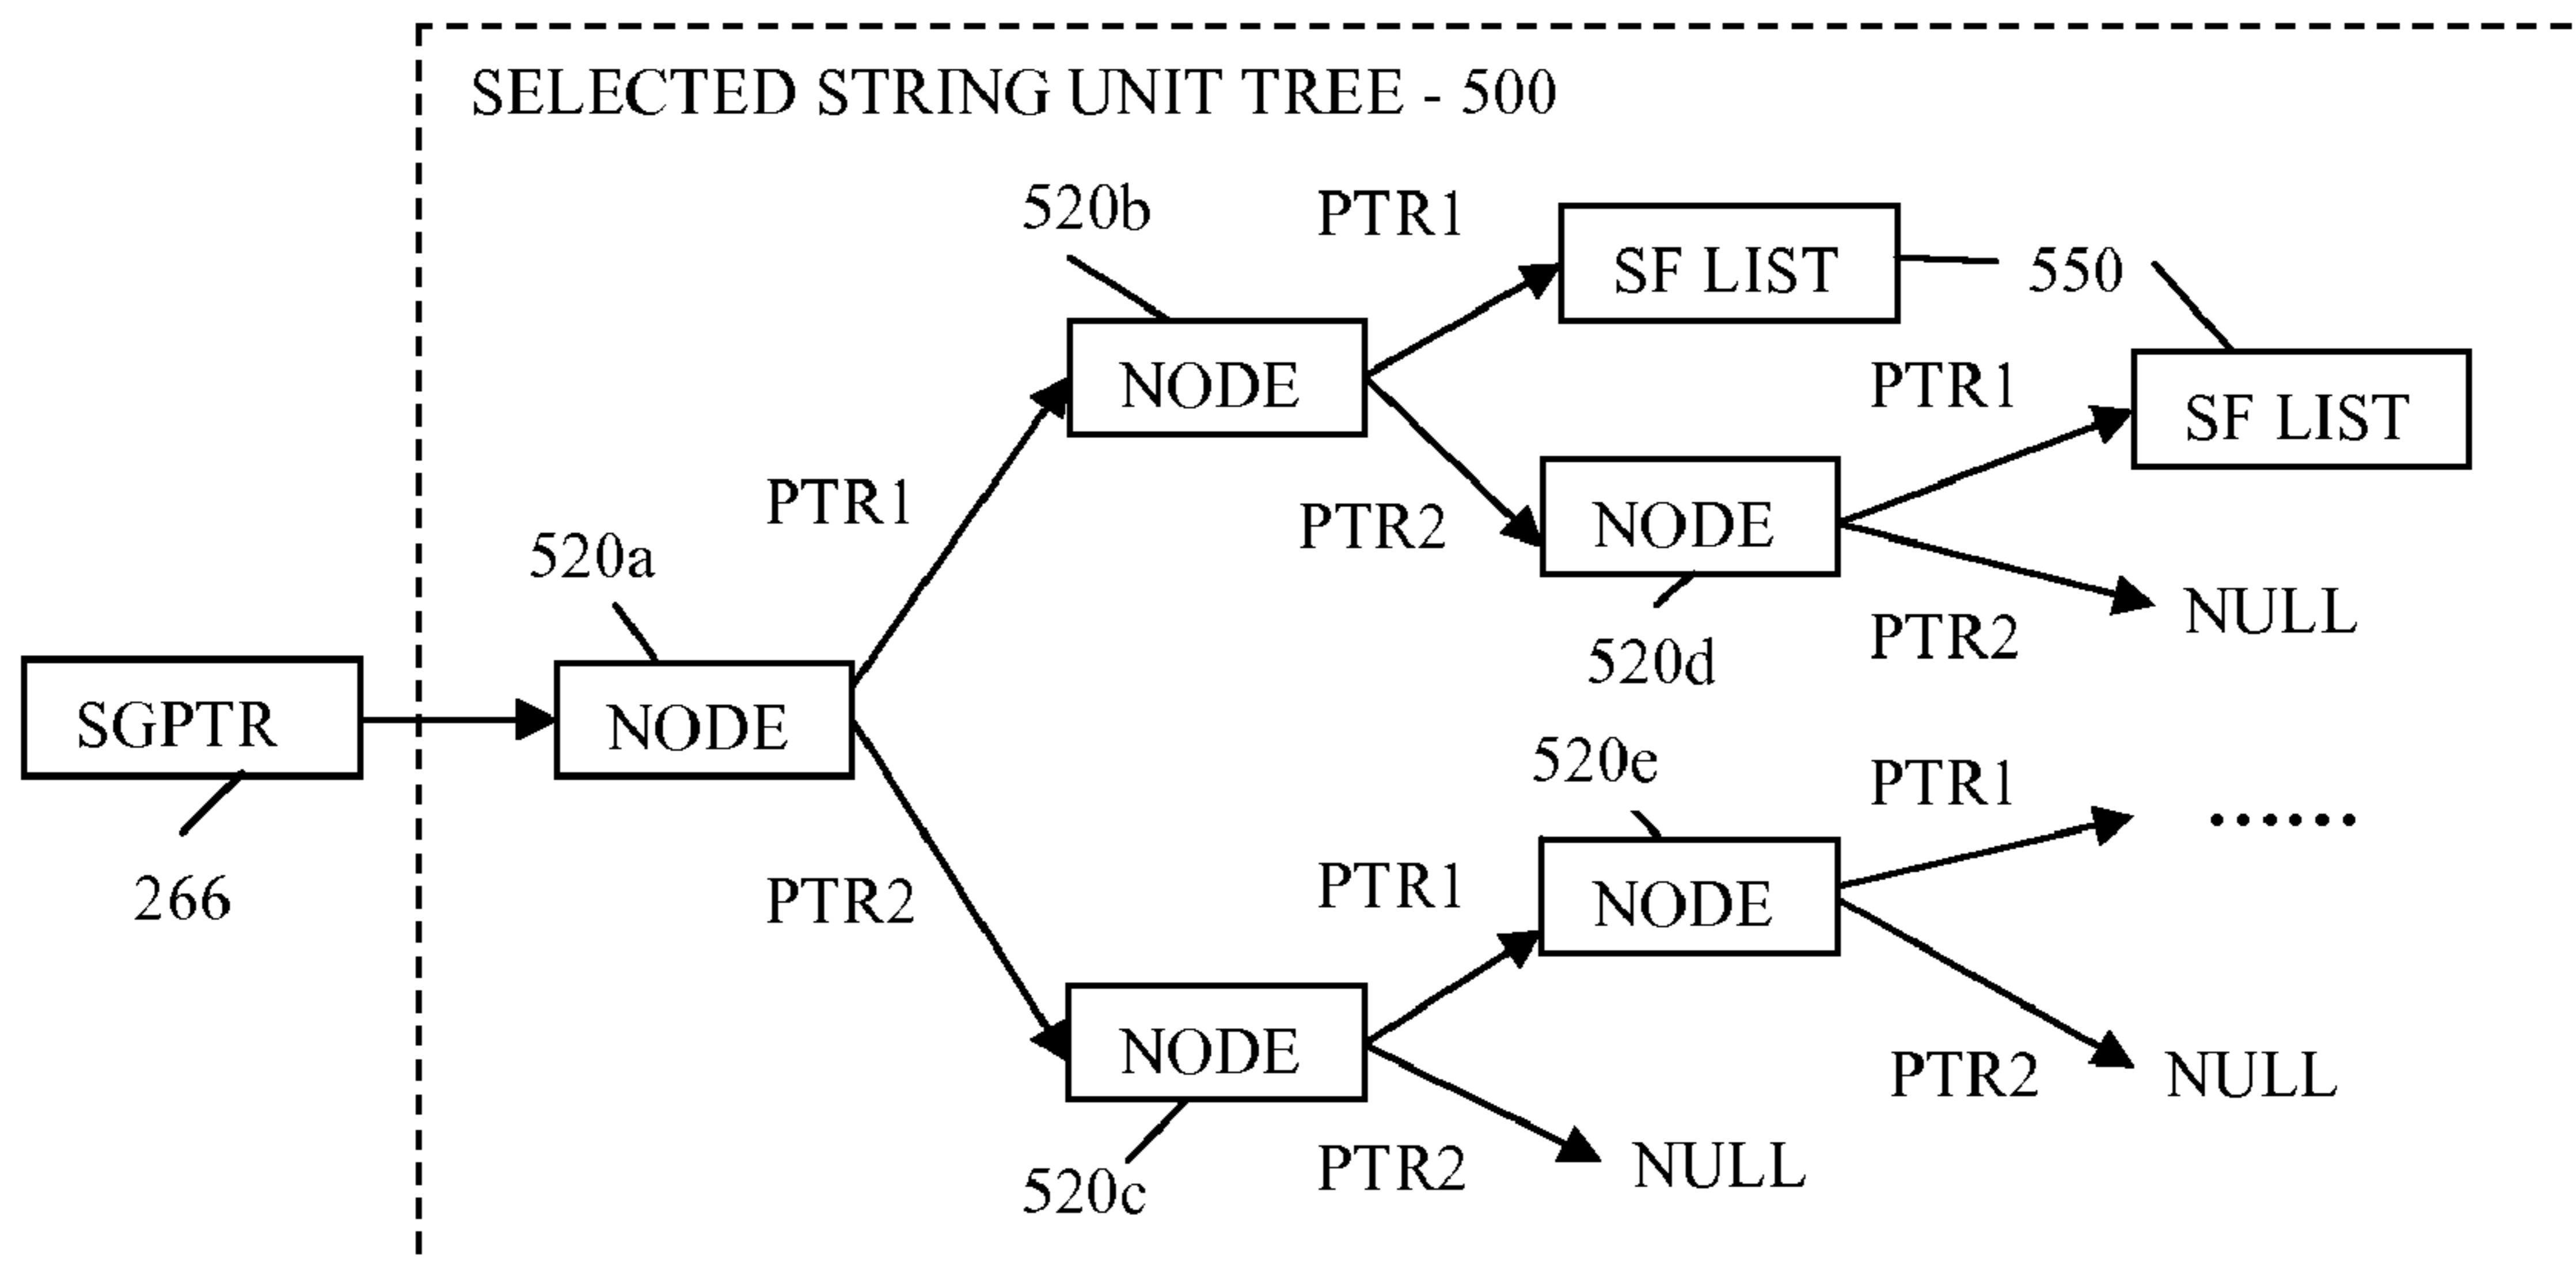 SELECTED STRING UNIT TREE - 500
520b
PTR1
SF LIST
550
NODE
PTR1
SF LIST
PTR1
PTR2
NODE
520a
NULL
PTR2
520d
SGPTR
NODE
520e
PTR1
......
266
PTR2
PTR1
NODE
NODE
PTR2
NULL
PTR2
NULL
520c